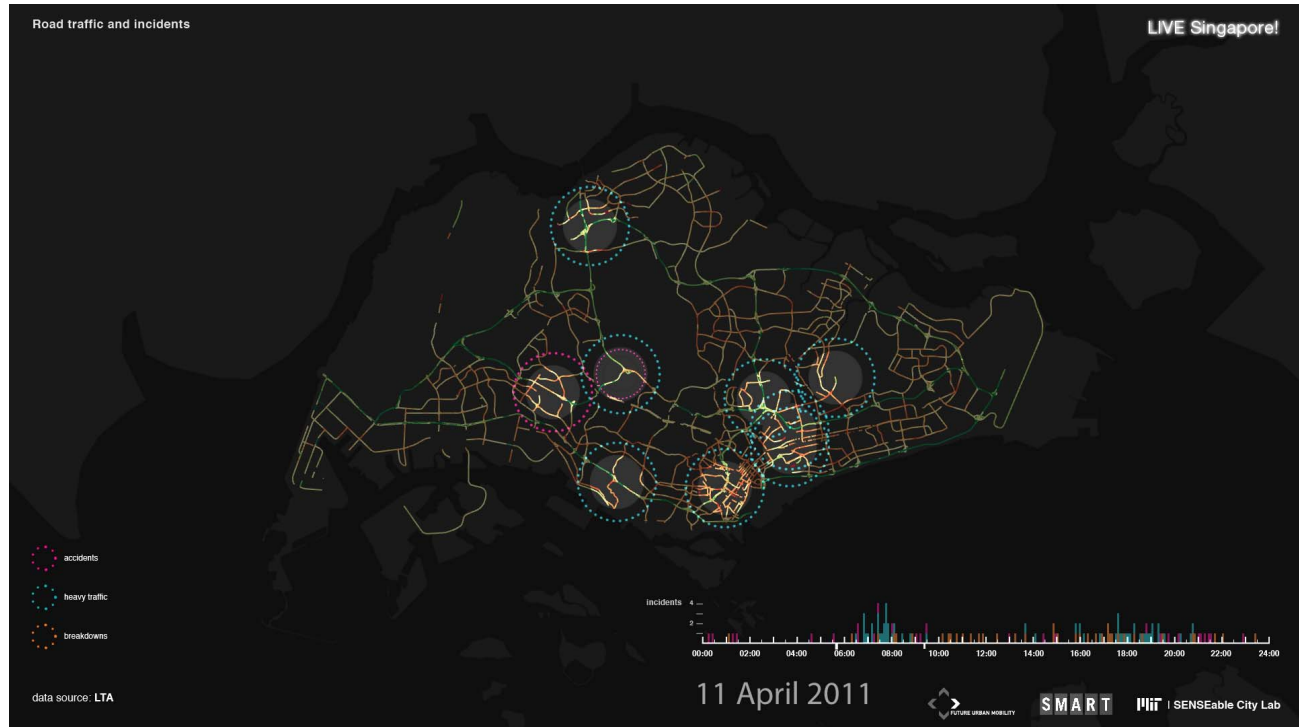 Road traffic and incidents
LIVE Singapore!
accidents
heavy traffic
breakdowns
incidents
4
2
00:00 02:00 04:00 06:00 08:00 10:00 12:00 14:00 16:00 18:00 20:00 22:00 24:00
data source: LTA
11 April 2011
FUTURE URBAN MOBILITY
SMART
MIT | SENSEable City Lab